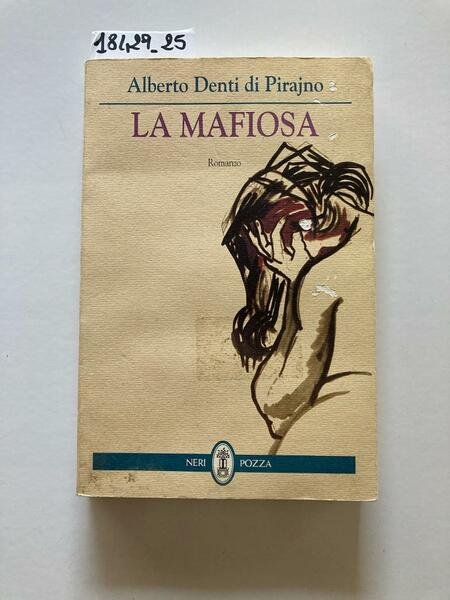 18429_25
Alberto Denti di Pirajno
LA MAFIOSA
Romanzo
NERI POZZA